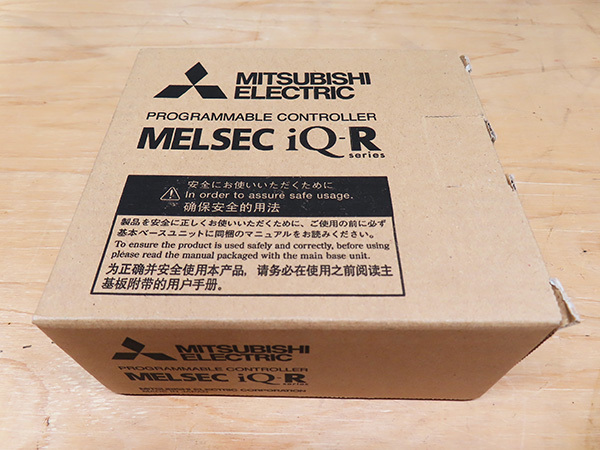 MITSUBISHI
ELECTRIC
PROGRAMMABLE CONTROLLER
MELSEC iQ-R
series
安全にお使いいただくために
In order to assure safe usage.
确保安全的用法
製品を安全に正しくお使いいただくために、ご使用の前に必ず
基本ベースユニットに同梱のマニュアルをお読みください。
To ensure the product is used safely and correctly, before using
please read the manual packaged with the main base unit.
为正确并安全使用本产品，请务必在使用之前阅读主
基板附带的用户手册。
MITSUBISHI
ELECTRIC
PROGRAMMABLE CONTROLLER
MELSEC iQ-R
series
MITSUBISHI ELECTRIC CORPORATION